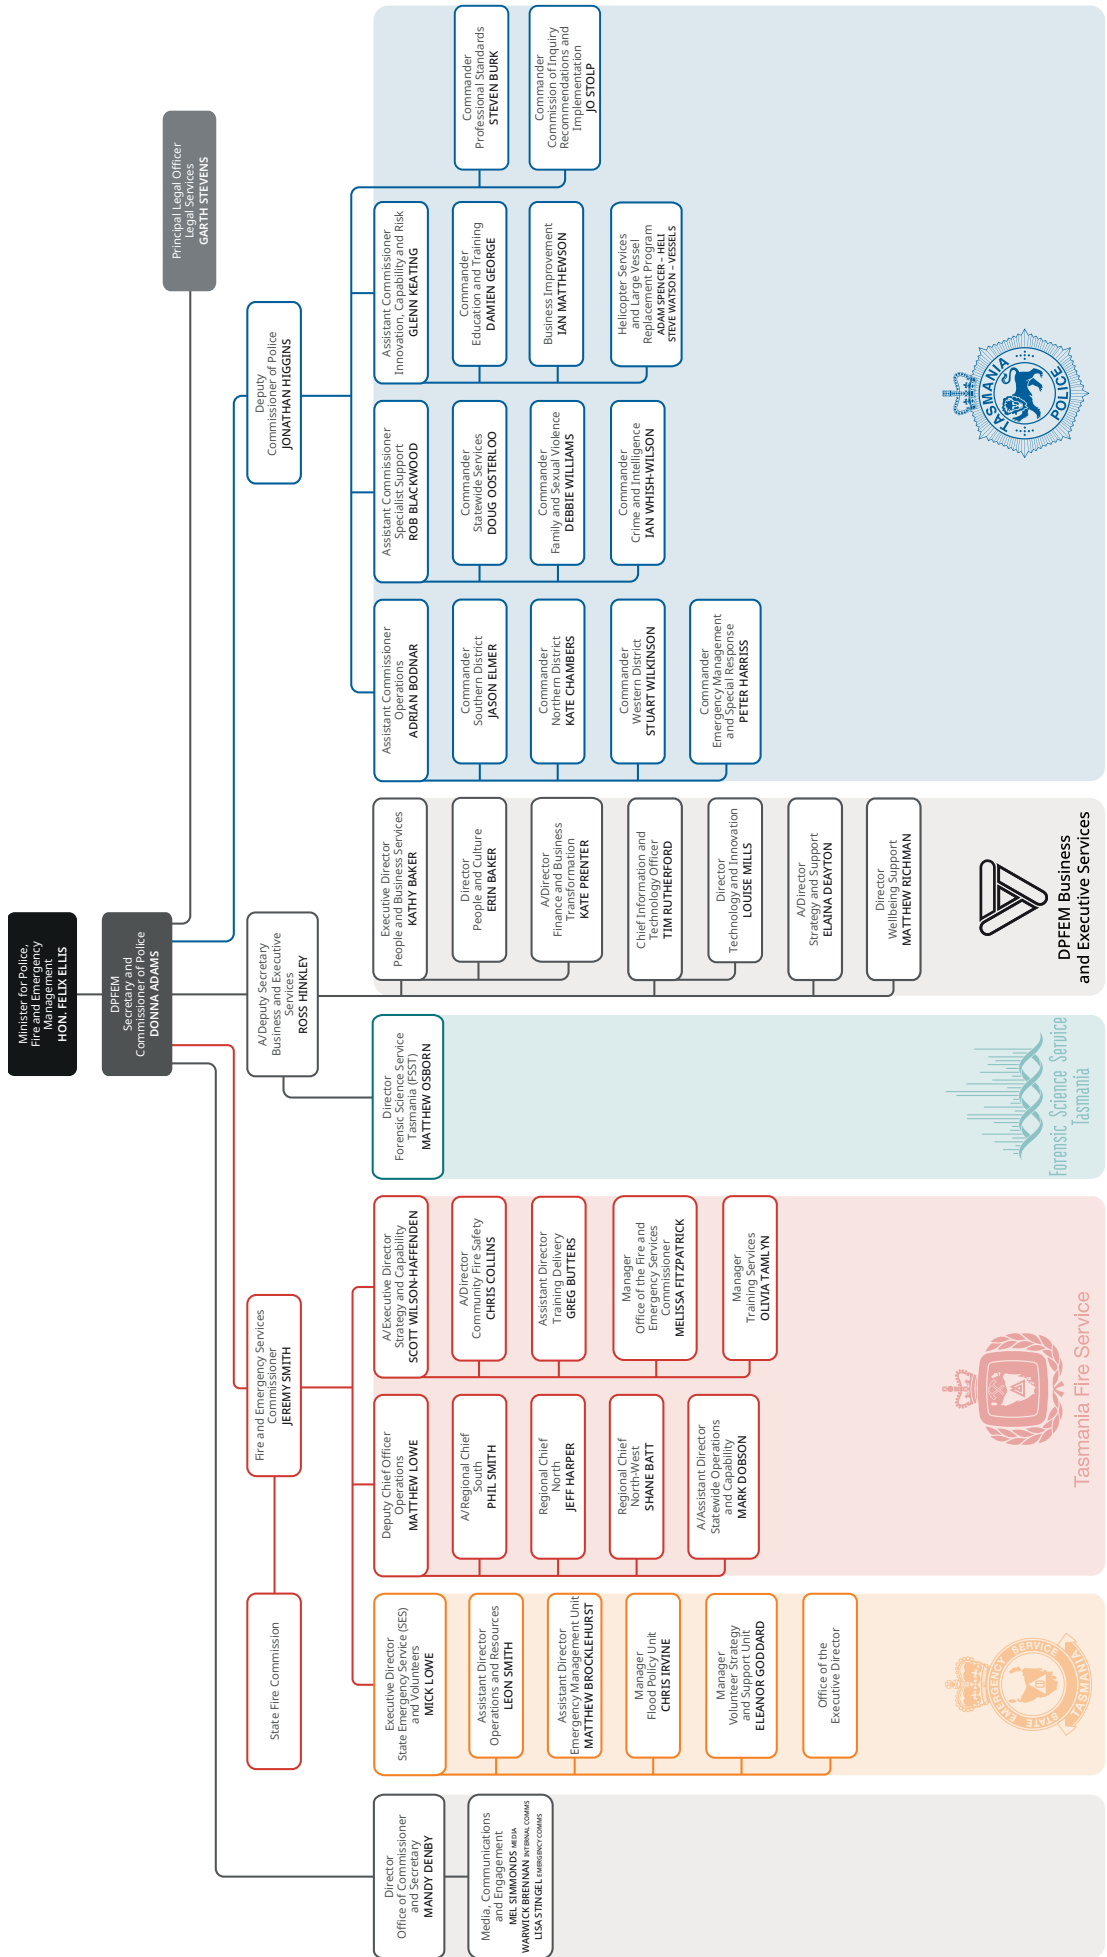 Minister for Police,
Fire and Emergency
Management
HON. FELIX ELLIS
DPFEM
Secretary and
Commissioner of Police
DONNA ADAMS
Principal Legal Officer
Legal Services
GARTH STEVENS
State Fire Commission
Fire and Emergency Services
Commissioner
JEREMY SMITH
A/Deputy Secretary
Business and Executive
Services
ROSS HINKLEY
Deputy
Commissioner of Police
JONATHAN HIGGINS
Director
Office of Commissioner
and Secretary
MANDY DENBY
Media, Communications
and Engagement
MEL SIMMONDS MEDIA
WARWICK BRENNAN INTERNAL COMMS
LISA STINGEL EMERGENCY COMMS
Executive Director
State Emergency Service (SES)
and Volunteers
MICK LOWE
Assistant Director
Operations and Resources
LEON SMITH
Assistant Director
Emergency Management Unit
MATTHEW BROCKLEHURST
Manager
Flood Policy Unit
CHRIS IRVINE
Manager
Volunteer Strategy
and Support Unit
ELEANOR GODDARD
Office of the
Executive Director
STATE EMERGENCY SERVICE
TASMANIA
Deputy Chief Officer
Operations
MATTHEW LOWE
A/Regional Chief
South
PHIL SMITH
Regional Chief
North
JEFF HARPER
Regional Chief
North-West
SHANE BATT
A/Assistant Director
Statewide Operations
and Capability
MARK DOBSON
A/Executive Director
Strategy and Capability
SCOTT WILSON-HAFFENDEN
A/Director
Community Fire Safety
CHRIS COLLINS
Assistant Director
Training Delivery
GREG BUTTERS
Manager
Office of the Fire and
Emergency Services
Commissioner
MELISSA FITZPATRICK
Manager
Training Services
OLIVIA TAMLYN
Tasmania Fire Service
Director
Forensic Science Service
Tasmania (FSST)
MATTHEW OSBORN
Forensic Science Service
Tasmania
Executive Director
People and Business Services
KATHY BAKER
Director
People and Culture
ERIN BAKER
A/Director
Finance and Business
Transformation
KATE PRENTER
Chief Information and
Technology Officer
TIM RUTHERFORD
Director
Technology and Innovation
LOUISE MILLS
A/Director
Strategy and Support
ELAINA DEAYTON
Director
Wellbeing Support
MATTHEW RICHMAN
DPFEM Business
and Executive Services
Assistant Commissioner
Operations
ADRIAN BODNAR
Commander
Southern District
JASON ELMER
Commander
Northern District
KATE CHAMBERS
Commander
Western District
STUART WILKINSON
Commander
Emergency Management
and Special Response
PETER HARRISS
Assistant Commissioner
Specialist Support
ROB BLACKWOOD
Commander
Statewide Services
DOUG OOSTERLOO
Commander
Family and Sexual Violence
DEBBIE WILLIAMS
Commander
Crime and Intelligence
IAN WHISH-WILSON
Assistant Commissioner
Innovation, Capability and Risk
GLENN KEATING
Commander
Education and Training
DAMIEN GEORGE
Business Improvement
IAN MATTHEWSON
Helicopter Services
and Large Vessel
Replacement Program
ADAM SPENCER – HELI
STEVE WATSON – VESSELS
Commander
Professional Standards
STEVEN BURK
Commander
Commission of Inquiry
Recommendations and
Implementation
JO STOLP
TASMANIA
POLICE